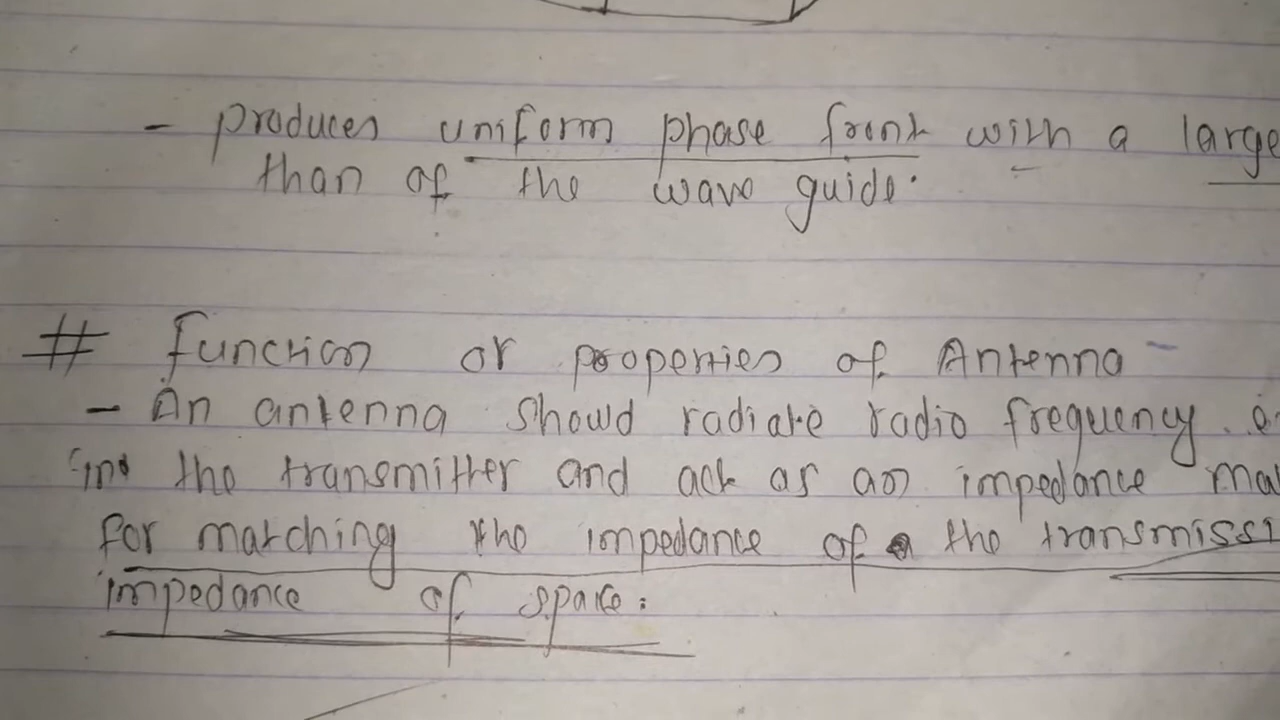 - produces uniform phase front with a large
than of the wave guide.
# Function or properties of Antenna -
- An antenna should radiate radio frequency
the transmitter and act as an impedance
for matching the impedance of the
impedance of space.